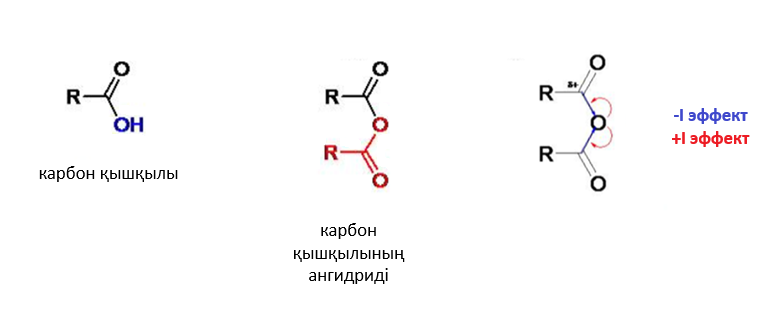 R
O
OH
карбон қышқылы
R
O
O
R
O
карбон
қышқылының
ангидриді
R
O
δ+
O
R
O
-I эффект
+I эффект